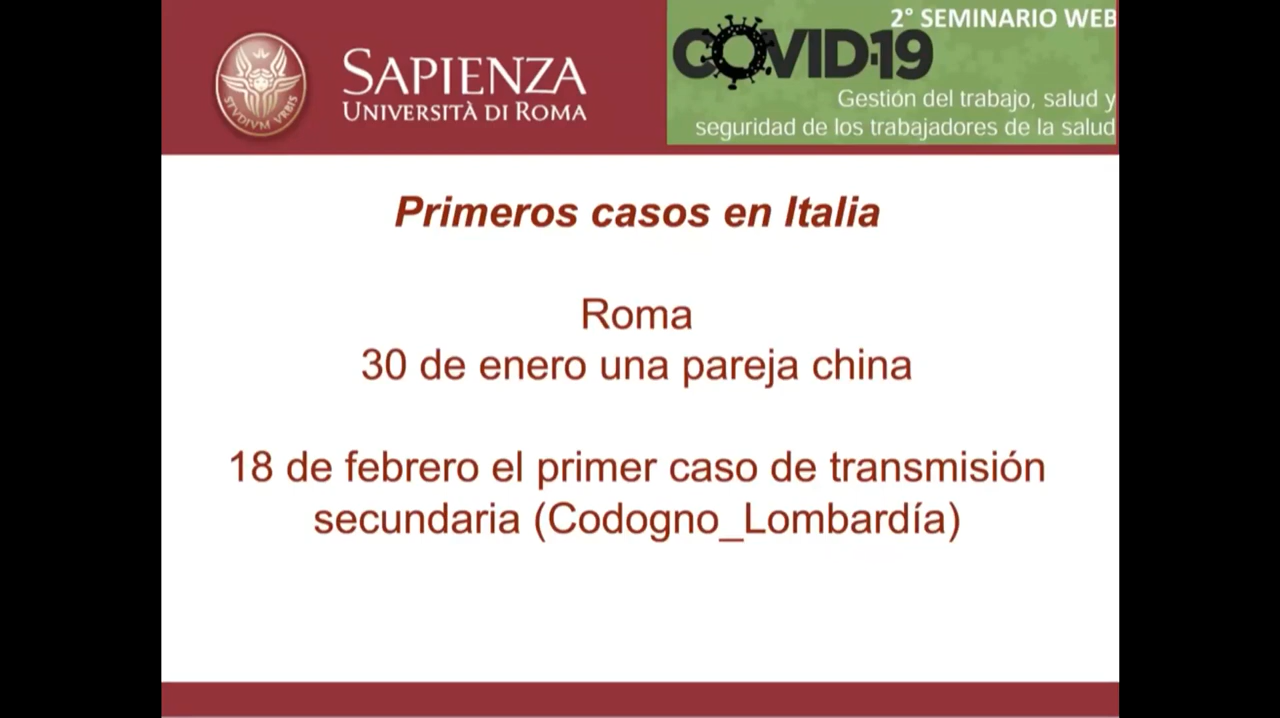 STVDIVM VRBIS
SAPIENZA
UNIVERSITÀ DI ROMA
2° SEMINARIO WEB
COVID-19
Gestión del trabajo, salud y
seguridad de los trabajadores de la salud
Primeros casos en Italia
Roma
30 de enero una pareja china
18 de febrero el primer caso de transmisión
secundaria (Codogno_Lombardía)